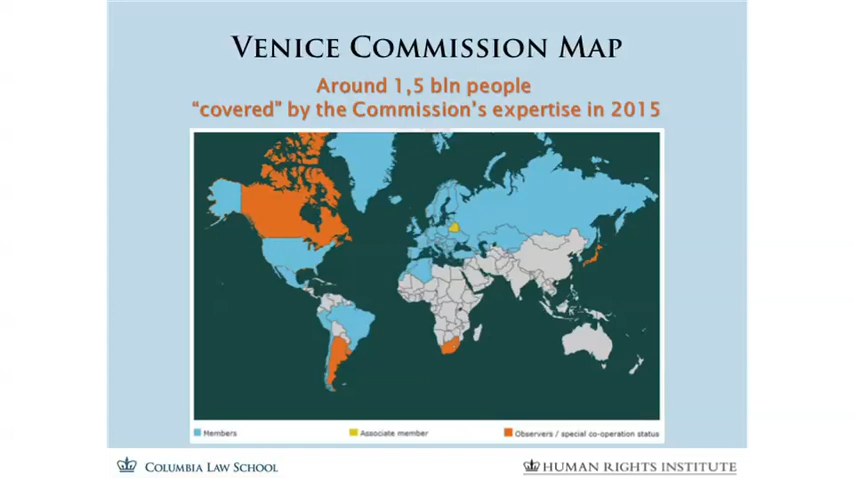 VENICE COMMISSION MAP
Around 1,5 bln people
“covered” by the Commission’s expertise in 2015
Members
Associate member
Observers / special co-operation status
COLUMBIA LAW SCHOOL
HUMAN RIGHTS INSTITUTE